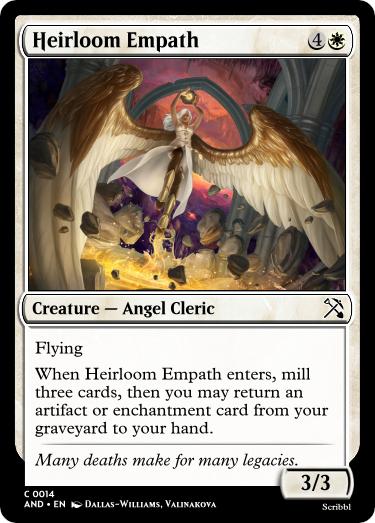 Heirloom Empath 4
Creature — Angel Cleric
Flying
When Heirloom Empath enters, mill
three cards, then you may return an
artifact or enchantment card from your
graveyard to your hand.
Many deaths make for many legacies.
3/3
C 0014
AND • EN Dallas-Williams, Valinakova
Scribbl